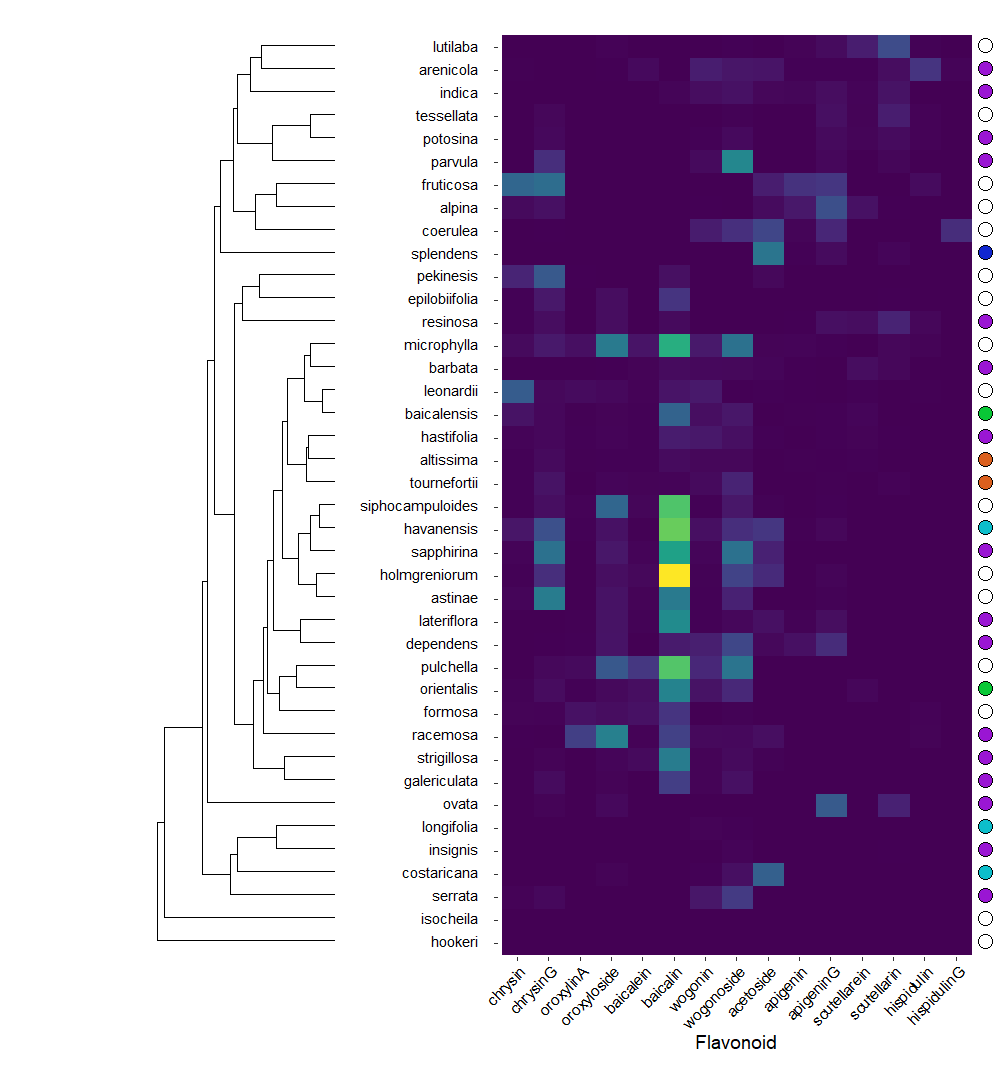 lutilaba
arenicola
indica
tessellata
potosina
parvula
fruticosa
alpina
coerulea
splendens
pekinesis
epilobiifolia
resinosa
microphylla
barbata
leonardii
baicalensis
hastifolia
altissima
tournefortii
siphocampuloides
havanensis
sapphirina
holmgreniorum
astinae
lateriflora
dependens
pulchella
orientalis
formosa
racemosa
strigillosa
galericulata
ovata
longifolia
insignis
costaricana
serrata
isocheila
hookeri
chrysin
chrysinG
oroxylinA
oroxyloside
baicalein
baicalin
wogonin
wogonoside
acetoside
apigenin
apigeninG
scutellarein
scutellarin
hispidulin
hispidulinG
Flavonoid